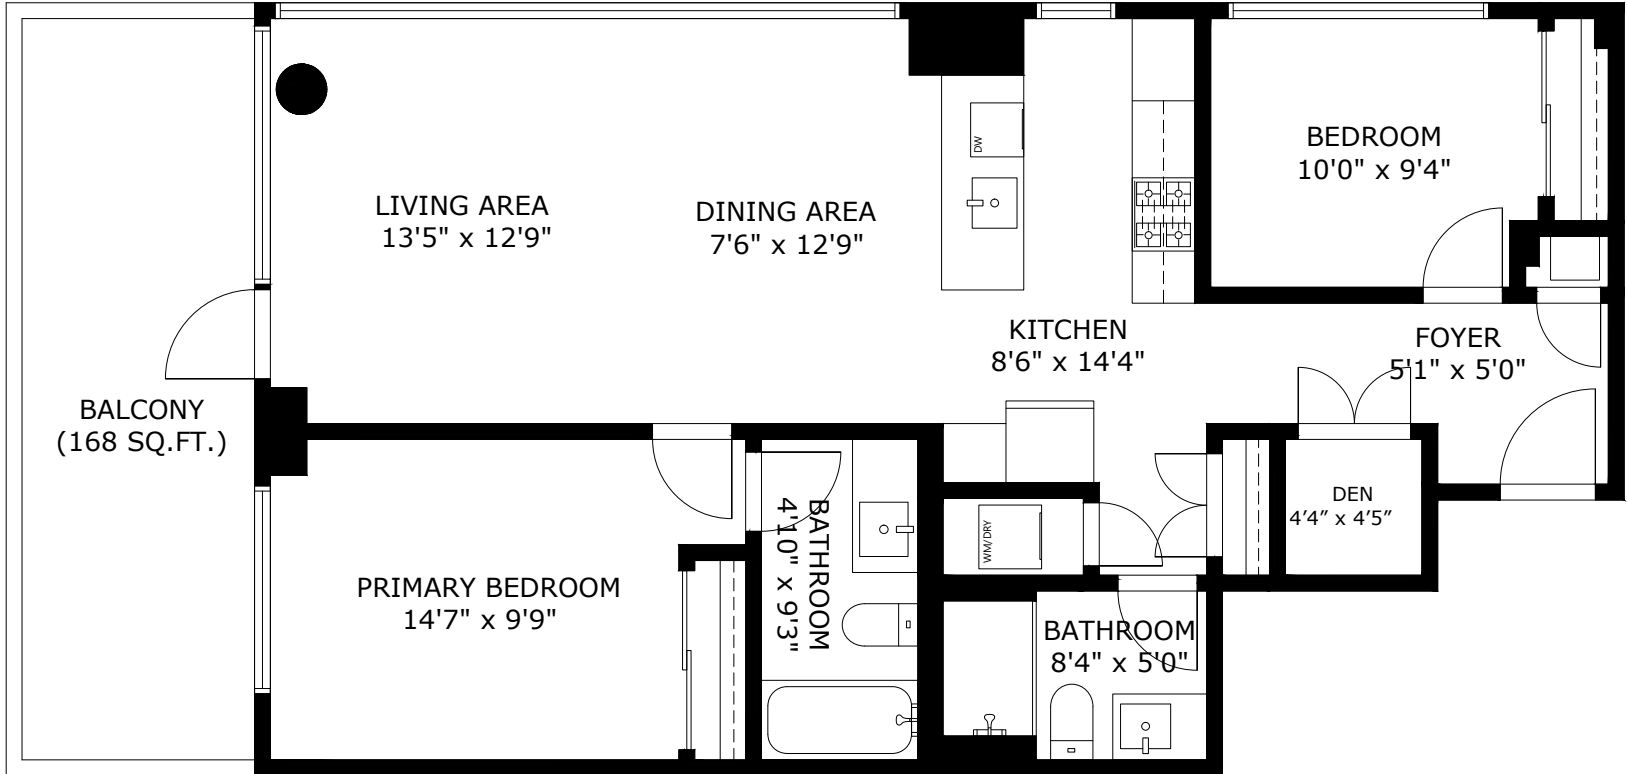 BEDROOM
10'0" x 9'4"
DW
LIVING AREA
13'5" x 12'9"
DINING AREA
7'6" x 12'9"
KITCHEN
8'6" x 14'4"
FOYER
5'1" x 5'0"
BALCONY
(168 SQ.FT.)
DEN
4'4" x 4'5"
WM/DRY
BATHROOM
4'10" x 9'3"
PRIMARY BEDROOM
14'7" x 9'9"
BATHROOM
8'4" x 5'0"